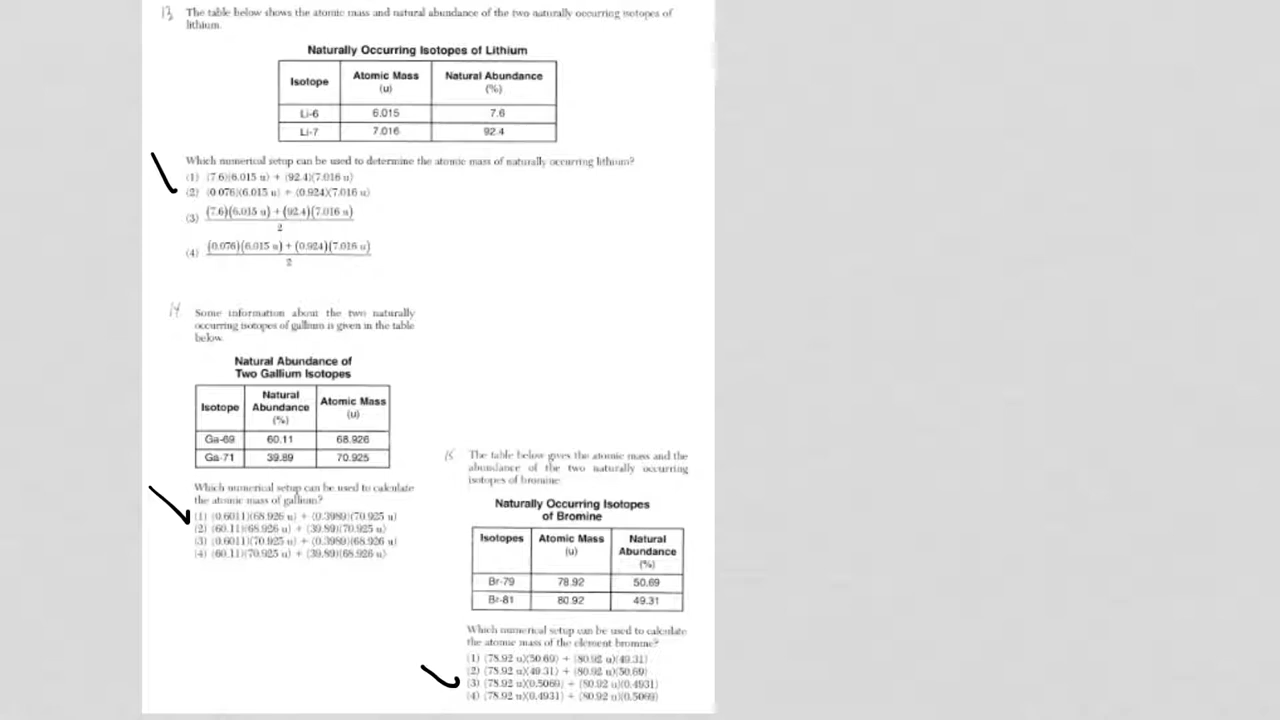 13 The table below shows the atomic mass and natural abundance of the two naturally occurring isotopes of
lithium.
Naturally Occurring Isotopes of Lithium
Isotope Atomic Mass (u) Natural Abundance (%)
Li-6 6.015 7.6
Li-7 7.016 92.4
Which numerical setup can be used to determine the atomic mass of naturally occurring lithium?
(1) (7.6)(6.015 u) + (92.4)(7.016 u)
(2) (0.076)(6.015 u) + (0.924)(7.016 u)
(3) (7.6)(6.015 u) + (92.4)(7.016 u)
2
(4) (0.076)(6.015 u) + (0.924)(7.016 u)
2
14 Some information about the two naturally
occurring isotopes of gallium is given in the table
below.
Natural Abundance of
Two Gallium Isotopes
Isotope Natural Abundance (%) Atomic Mass (u)
Ga-69 60.11 68.926
Ga-71 39.89 70.925
Which numerical setup can be used to calculate
the atomic mass of gallium?
(1) (0.6011)(68.926 u) + (0.3989)(70.925 u)
(2) (60.11)(68.926 u) + (39.89)(70.925 u)
(3) (0.6011)(70.925 u) + (0.3989)(68.926 u)
(4) (60.11)(70.925 u) + (39.89)(68.926 u)
15 The table below gives the atomic mass and the
abundance of the two naturally occurring
isotopes of bromine.
Naturally Occurring Isotopes
of Bromine
Isotopes Atomic Mass (u) Natural Abundance (%)
Br-79 78.92 50.69
Br-81 80.92 49.31
Which numerical setup can be used to calculate
the atomic mass of the element bromine?
(1) (78.92 u)(50.69) + (80.92 u)(49.31)
(2) (78.92 u)(49.31) + (80.92 u)(50.69)
(3) (78.92 u)(0.5069) + (80.92 u)(0.4931)
(4) (78.92 u)(0.4931) + (80.92 u)(0.5069)